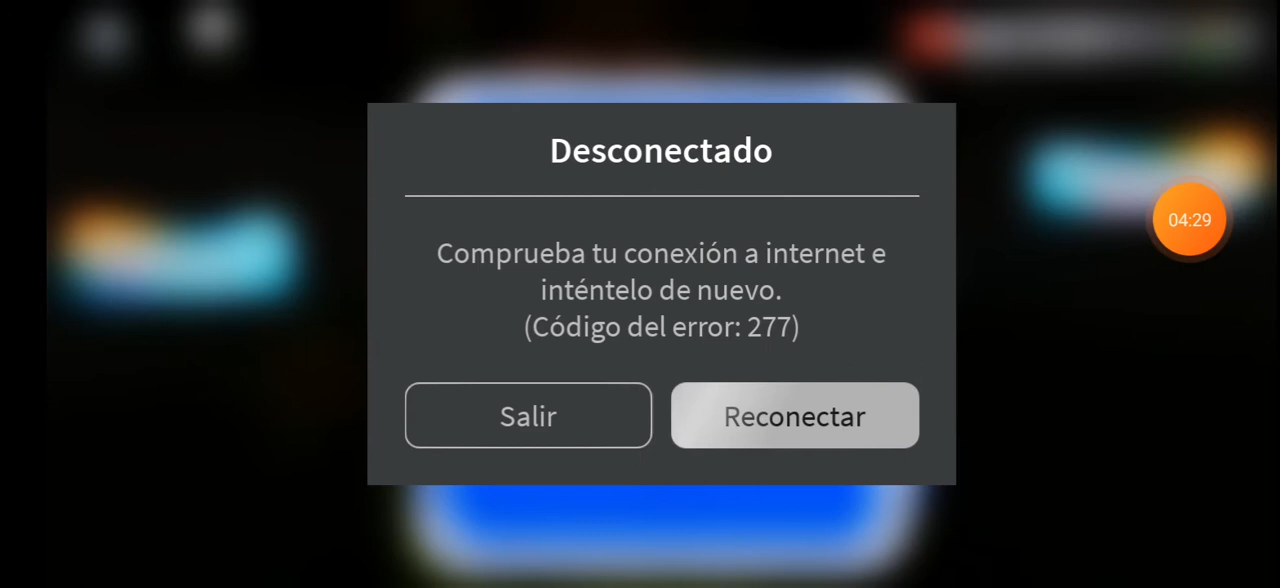 Desconectado
04:29
Comprueba tu conexión a internet e
inténtelo de nuevo.
(Código del error: 277)
Salir
Reconectar